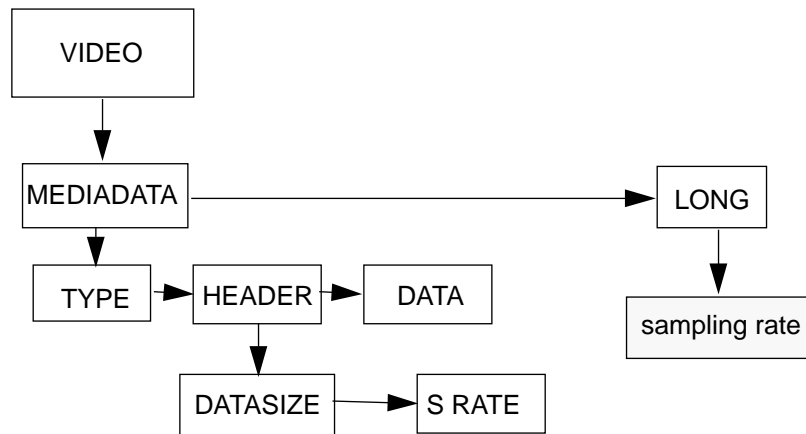 VIDEO
MEDIADATA
LONG
TYPE
HEADER
DATA
sampling rate
DATASIZE
S RATE